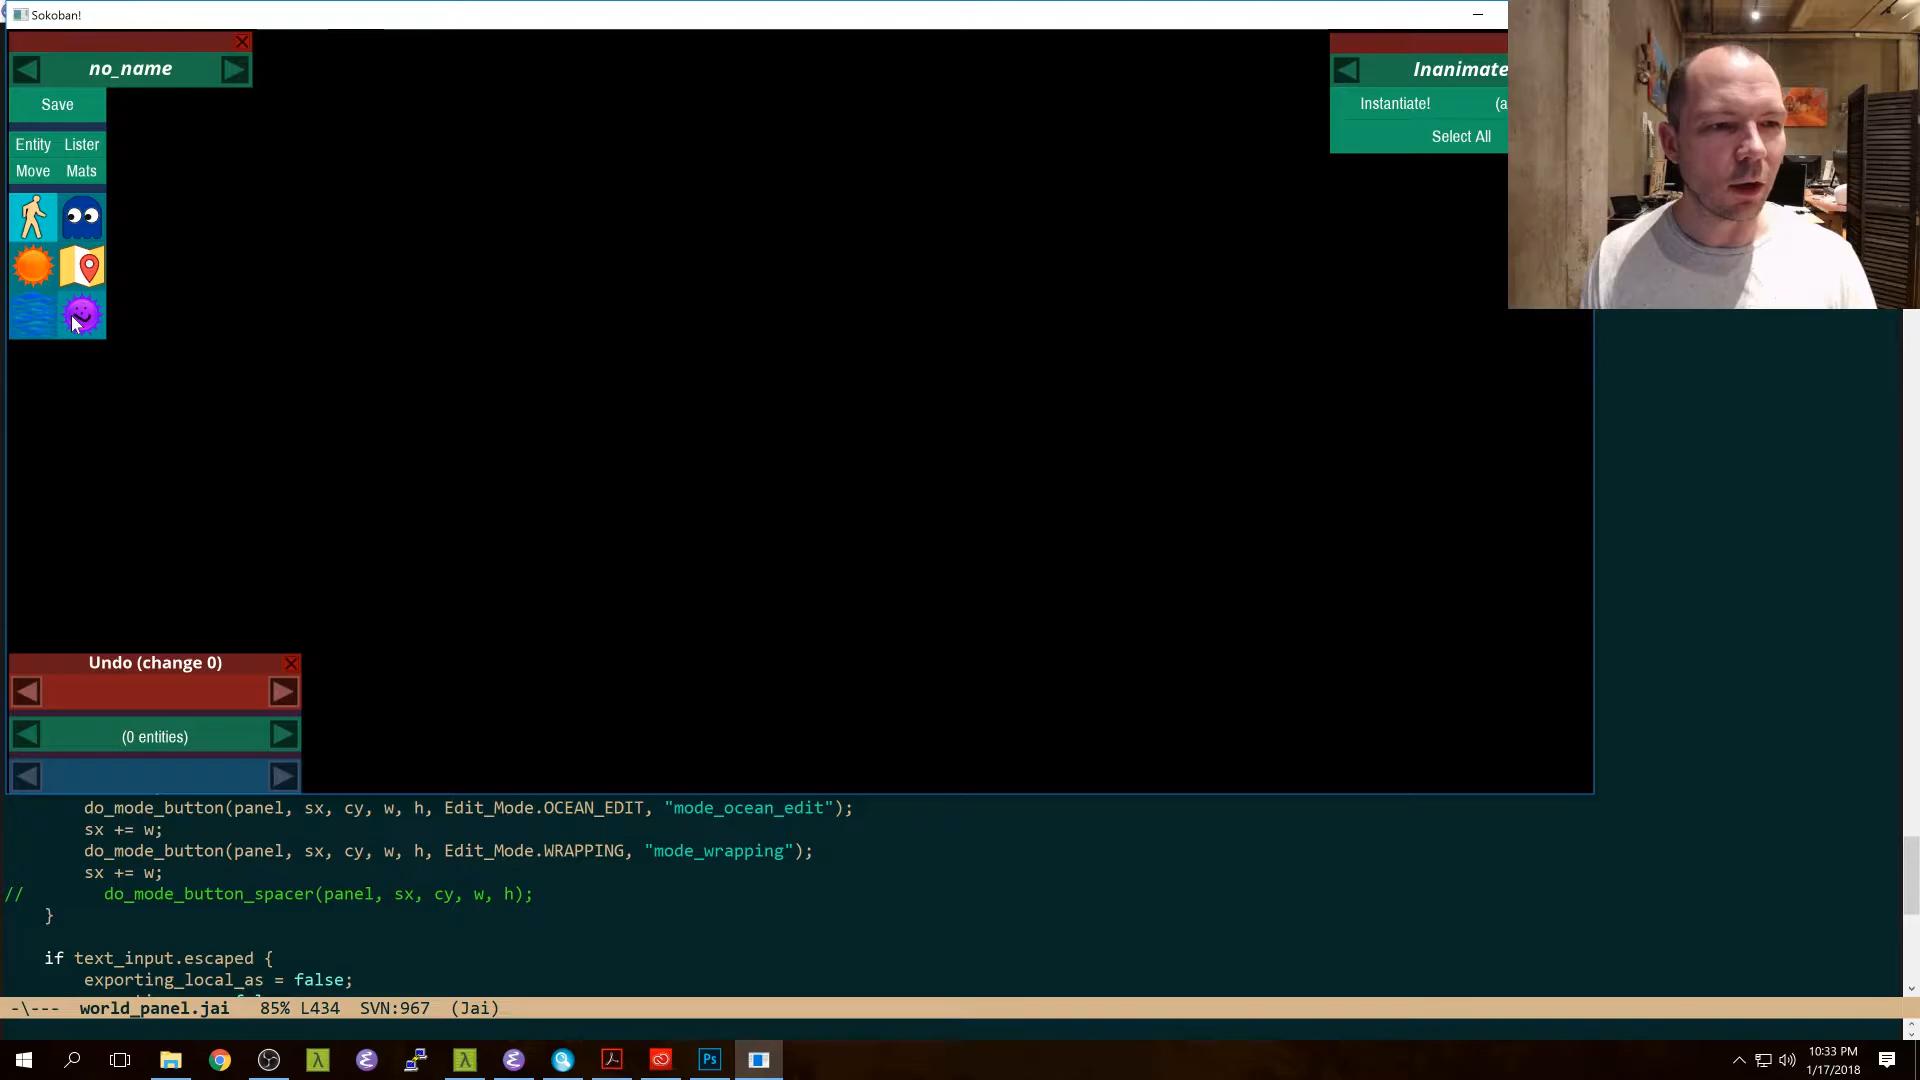 Sokoban!
no_name
Save
Entity Lister
Move Mats
Inanimate
Instantiate! (a
Select All
Undo (change 0)
(0 entities)
do_mode_button(panel, sx, cy, w, h, Edit_Mode.OCEAN_EDIT, "mode_ocean_edit");
sx += w;
do_mode_button(panel, sx, cy, w, h, Edit_Mode.WRAPPING, "mode_wrapping");
sx += w;
// do_mode_button_spacer(panel, sx, cy, w, h);
}
if text_input.escaped {
exporting_local_as = false;
-\--- world_panel.jai 85% L434 SVN:967 (Jai)
Ps
10:33 PM
1/17/2018